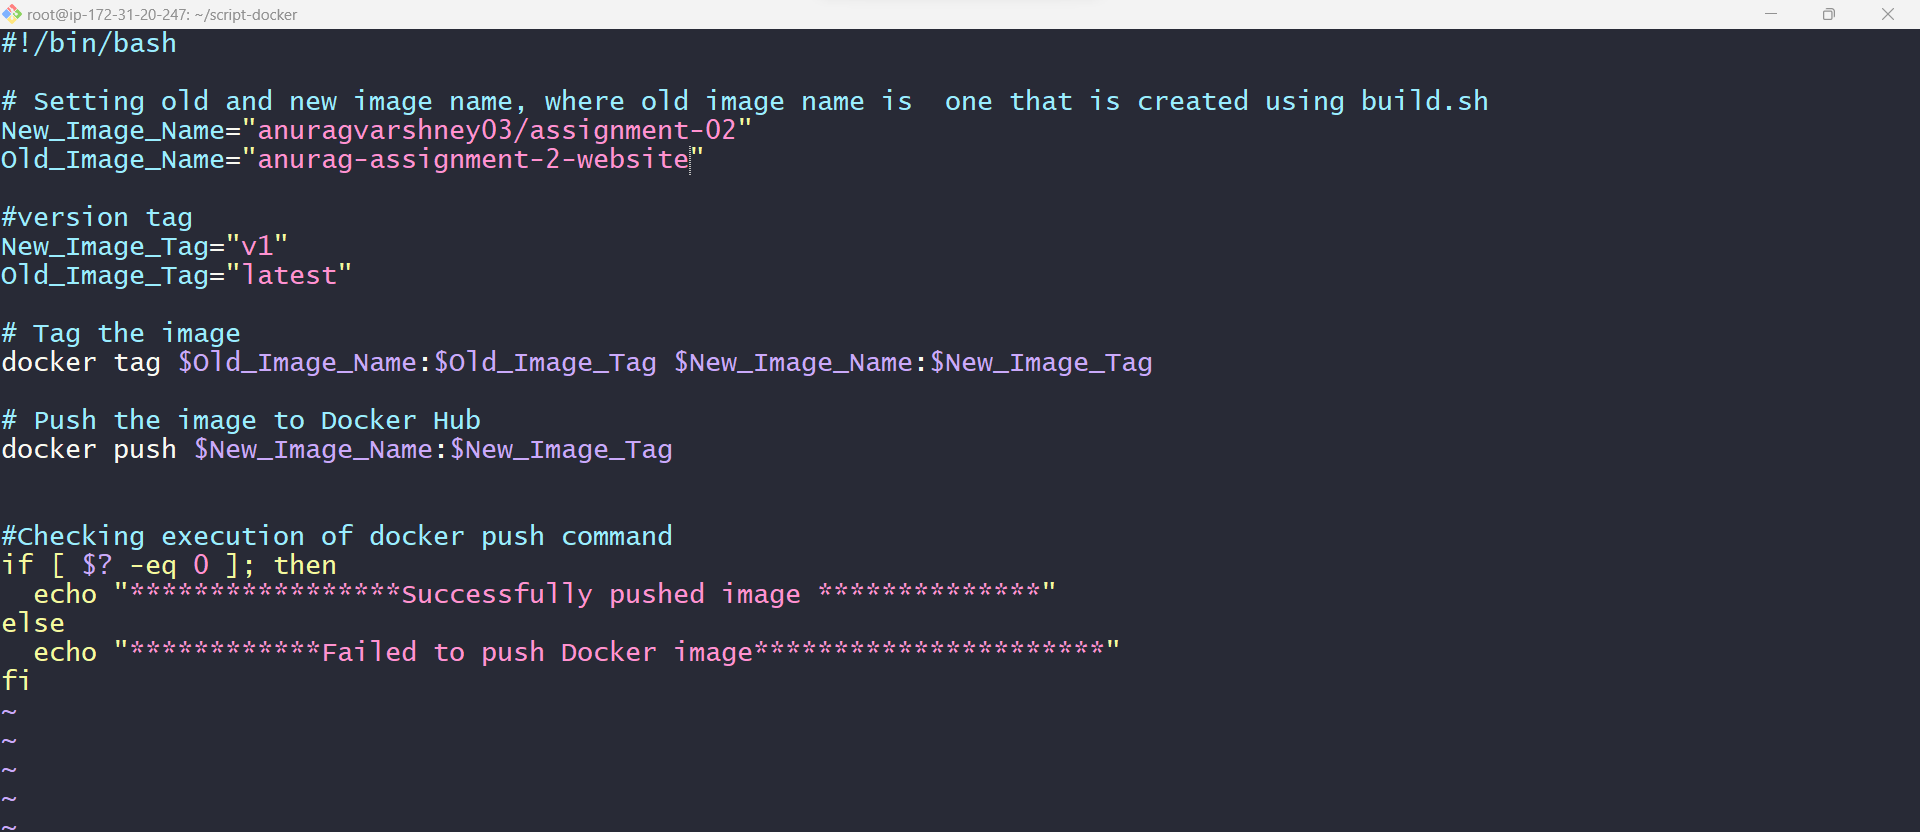 root@ip-172-31-20-247: ~/script-docker
#!/bin/bash
# Setting old and new image name, where old image name is  one that is created using build.sh
New_Image_Name="anuragvarshney03/assignment-02"
Old_Image_Name="anurag-assignment-2-website"
#version tag
New_Image_Tag="v1"
Old_Image_Tag="latest"
# Tag the image
docker tag $Old_Image_Name:$Old_Image_Tag $New_Image_Name:$New_Image_Tag
# Push the image to Docker Hub
docker push $New_Image_Name:$New_Image_Tag
#Checking execution of docker push command
if [ $? -eq 0 ]; then
  echo "*****************Successfully pushed image **************"
else
  echo "************Failed to push Docker image**********************"
fi
~
~
~
~
~